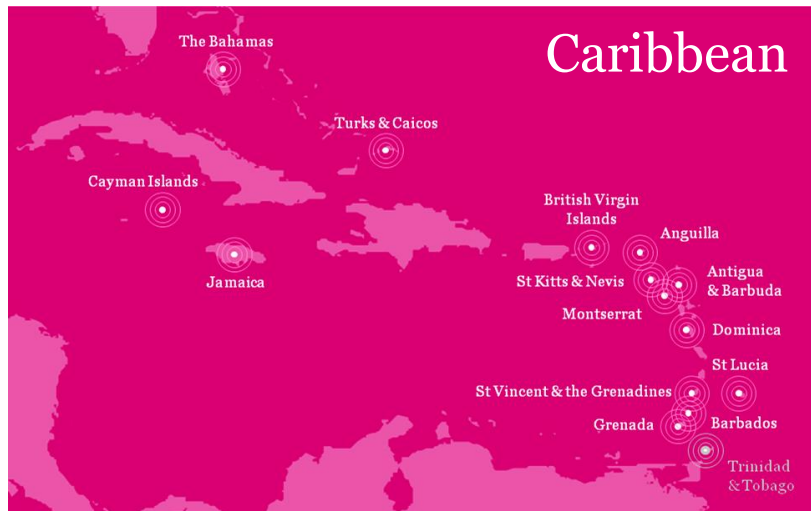 Caribbean
The Bahamas
Turks & Caicos
Cayman Islands
Jamaica
British Virgin
Islands
Anguilla
St Kitts & Nevis
Antigua
& Barbuda
Montserrat
Dominica
St Lucia
St Vincent & the Grenadines
Grenada
Barbados
Trinidad
& Tobago